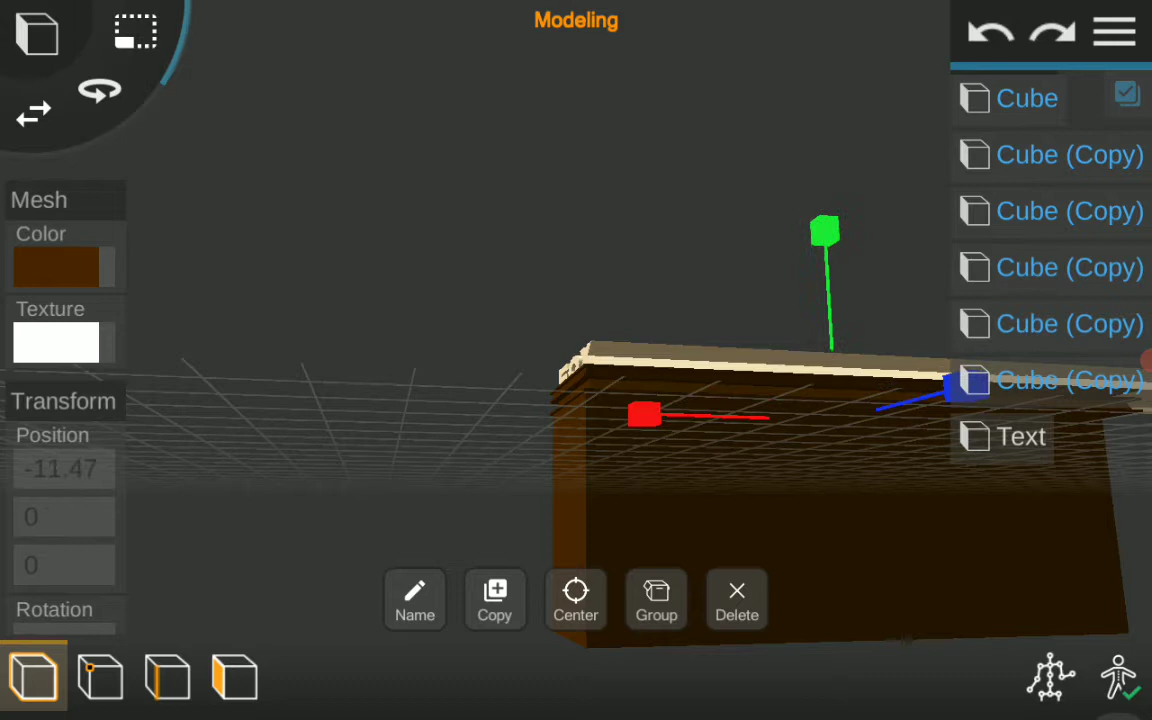 Modeling
Cube
Cube (Copy)
Cube (Copy)
Cube (Copy)
Cube (Copy)
Cube (Copy)
Text
Mesh
Color
Texture
Transform
Position
-11.47
0
0
Rotation
Name
Copy
Center
Group
Delete